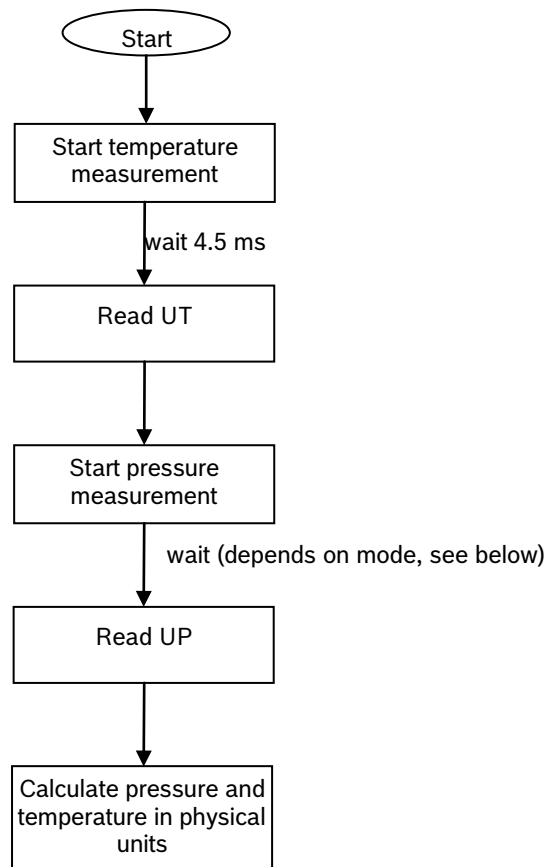 Start
Start temperature
measurement
wait 4.5 ms
Read UT
Start pressure
measurement
wait (depends on mode, see below)
Read UP
Calculate pressure and
temperature in physical
units